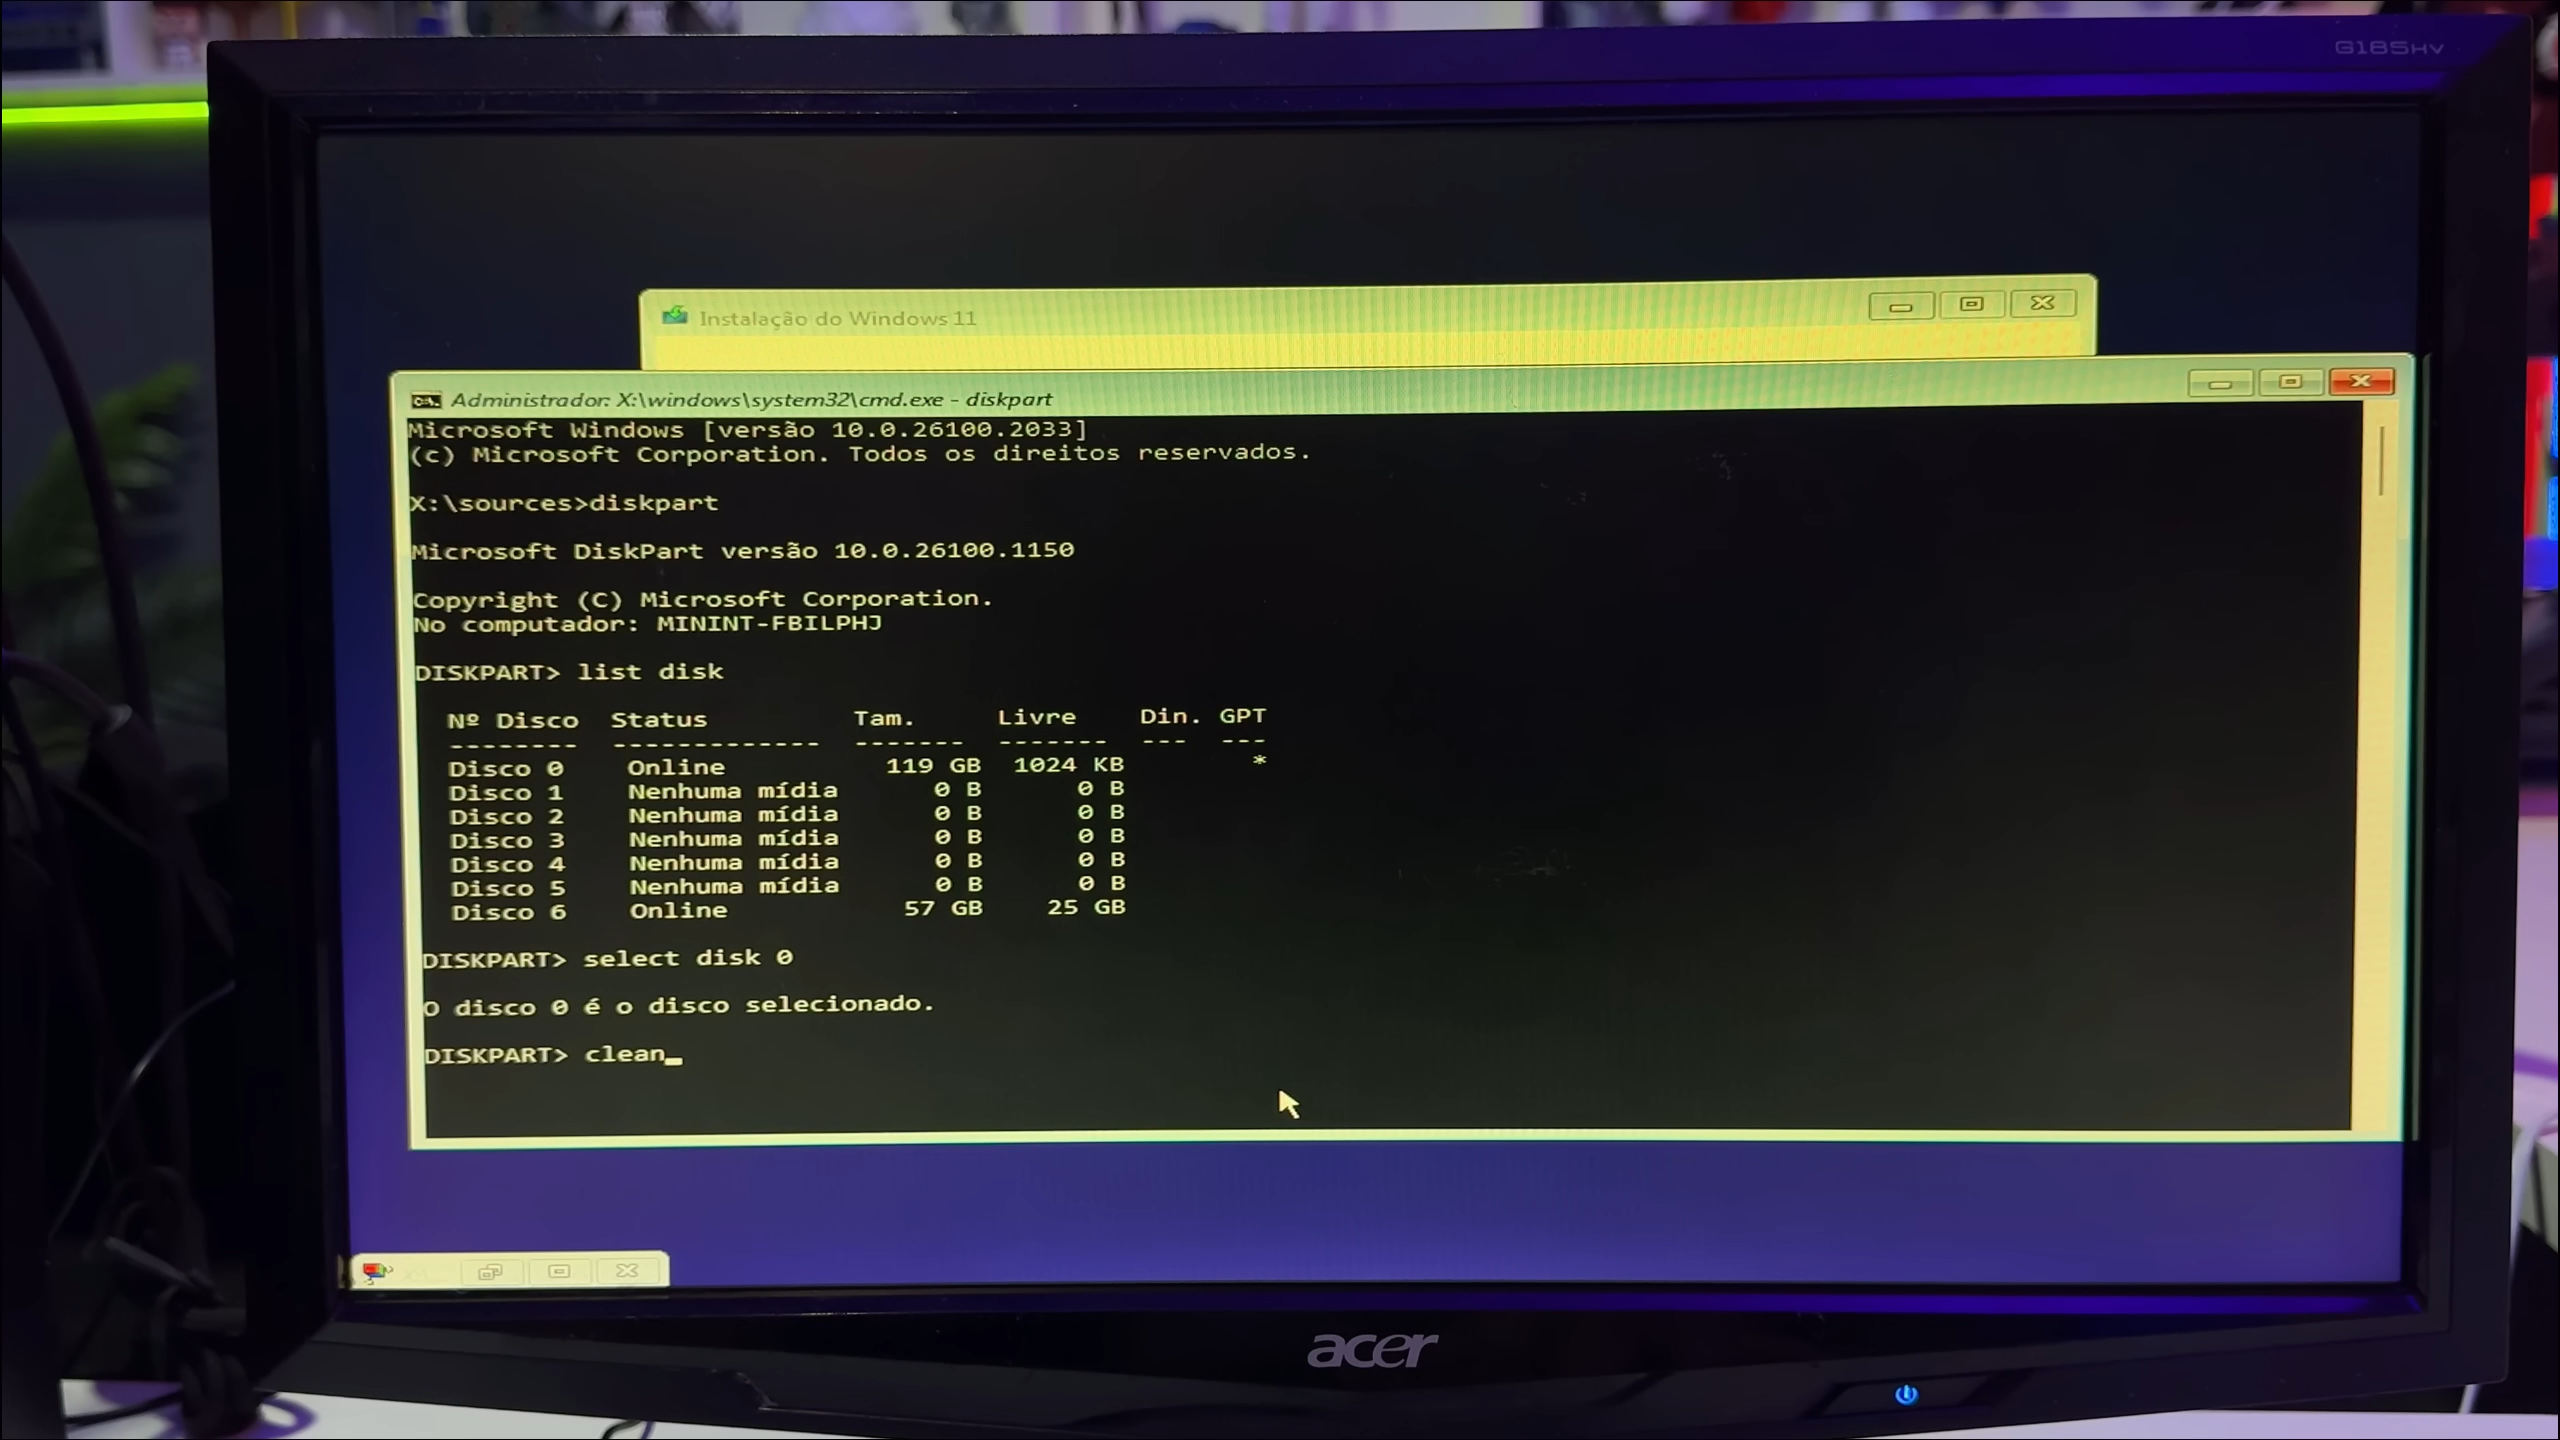 G185HV
Instalação do Windows 11
Administrador: X:\windows\system32\cmd.exe - diskpart
Microsoft Windows [versão 10.0.26100.2033]
(c) Microsoft Corporation. Todos os direitos reservados.
X:\sources>diskpart
Microsoft DiskPart versão 10.0.26100.1150
Copyright (C) Microsoft Corporation.
No computador: MININT-FBILPHJ
DISKPART> list disk
Nº Disco  Status         Tam.     Livre    Din.  GPT
--------  -------------  -------  -------  ---  ---
Disco 0    Online          119 GB  1024 KB        *
Disco 1    Nenhuma mídia      0 B      0 B
Disco 2    Nenhuma mídia      0 B      0 B
Disco 3    Nenhuma mídia      0 B      0 B
Disco 4    Nenhuma mídia      0 B      0 B
Disco 5    Nenhuma mídia      0 B      0 B
Disco 6    Online           57 GB    25 GB
DISKPART> select disk 0
O disco 0 é o disco selecionado.
DISKPART> clean_
acer